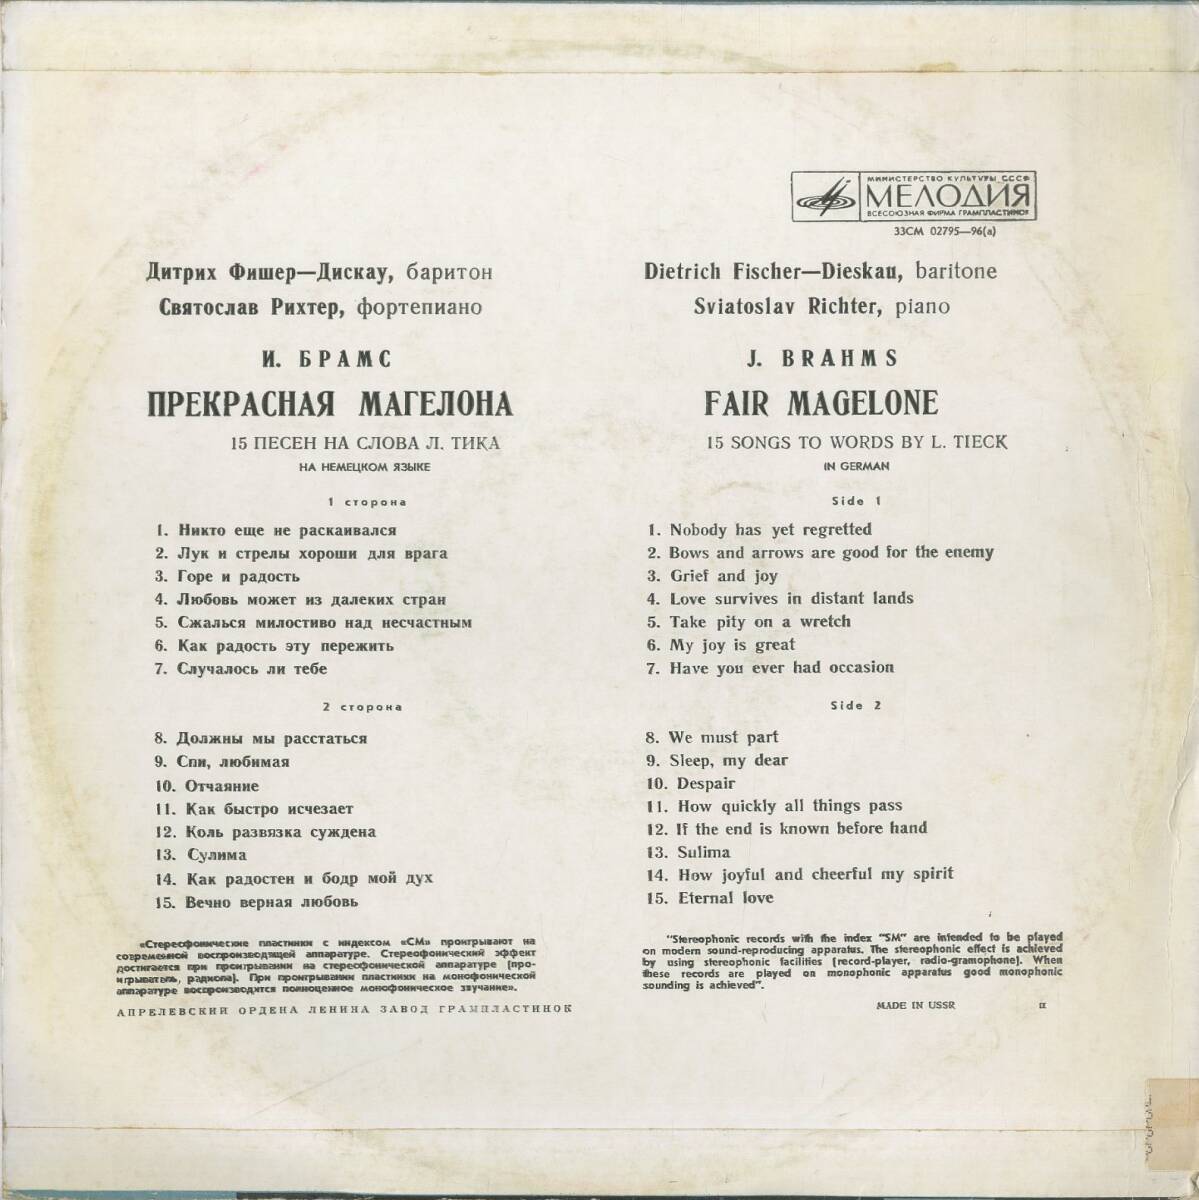 МИНИСТЕРСТВО КУЛЬТУРЫ СССР
МЕЛОДИЯ
ВСЕСОЮЗНАЯ ФИРМА ГРАМПЛАСТИНОК
33СМ 02795—96(а)
Дитрих Фишер—Дискау, баритон
Святослав Рихтер, фортепиано
И. БРАМС
ПРЕКРАСНАЯ МАГЕЛОНА
15 ПЕСЕН НА СЛОВА Л. ТИКА
НА НЕМЕЦКОМ ЯЗЫКЕ
1 сторона
1. Никто еще не раскаивался
2. Лук и стрелы хороши для врага
3. Горе и радость
4. Любовь может из далеких стран
5. Сжалься милостиво над несчастным
6. Как радость эту пережить
7. Случалось ли тебе
2 сторона
8. Должны мы расстаться
9. Спи, любимая
10. Отчаяние
11. Как быстро исчезает
12. Коль развязка суждена
13. Сулима
14. Как радостен и бодр мой дух
15. Вечно верная любовь
«Стереофонические пластинки с индексом «СМ» проигрывают на
современной воспроизводящей аппаратуре. Стереофонический эффект
достигается при проигрывании на стереофонической аппаратуре (про-
игрыватель, радиола). При проигрывании пластинки на монофонической
аппаратуре воспроизводится полноценное монофоническое звучание».
АПРЕЛЕВСКИЙ ОРДЕНА ЛЕНИНА ЗАВОД ГРАМПЛАСТИНОК
Dietrich Fischer—Dieskau, baritone
Sviatoslav Richter, piano
J. BRAHMS
FAIR MAGELONE
15 SONGS TO WORDS BY L. TIECK
IN GERMAN
Side 1
1. Nobody has yet regretted
2. Bows and arrows are good for the enemy
3. Grief and joy
4. Love survives in distant lands
5. Take pity on a wretch
6. My joy is great
7. Have you ever had occasion
Side 2
8. We must part
9. Sleep, my dear
10. Despair
11. How quickly all things pass
12. If the end is known before hand
13. Sulima
14. How joyful and cheerful my spirit
15. Eternal love
"Stereophonic records with the index "SM" are intended to be played
on modern sound-reproducing apparatus. The stereophonic effect is achieved
by using stereophonic facilities (record-player, radio-gramophone). When
these records are played on monophonic apparatus good monophonic
sounding is achieved".
MADE IN USSR